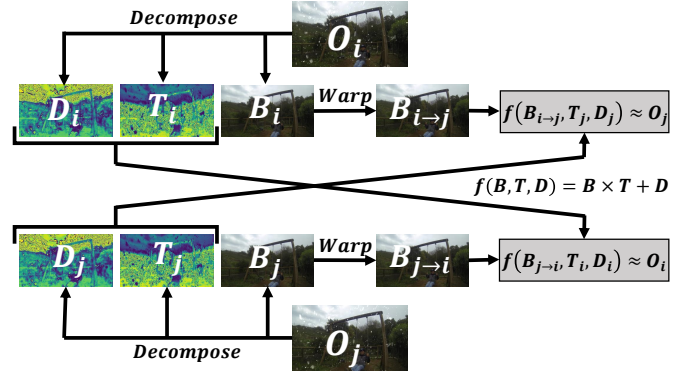 Decompose
O_i
D_i T_i B_i Warp B_{i→j} f(B_{i→j}, T_j, D_j) ≈ O_j
f(B, T, D) = B × T + D
D_j T_j B_j Warp B_{j→i} f(B_{j→i}, T_i, D_i) ≈ O_i
O_j
Decompose